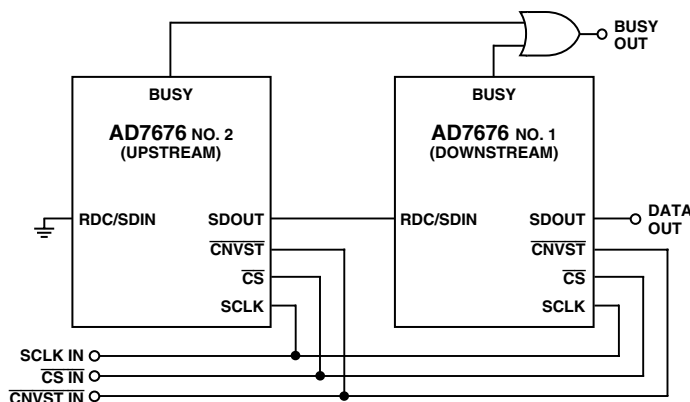 BUSY
OUT
BUSY
BUSY
AD7676 NO. 2
(UPSTREAM)
AD7676 NO. 1
(DOWNSTREAM)
RDC/SDIN
SDOUT
RDC/SDIN
SDOUT
DATA
OUT
CNVST
CNVST
CS
CS
SCLK
SCLK
SCLK IN
CS IN
CNVST IN